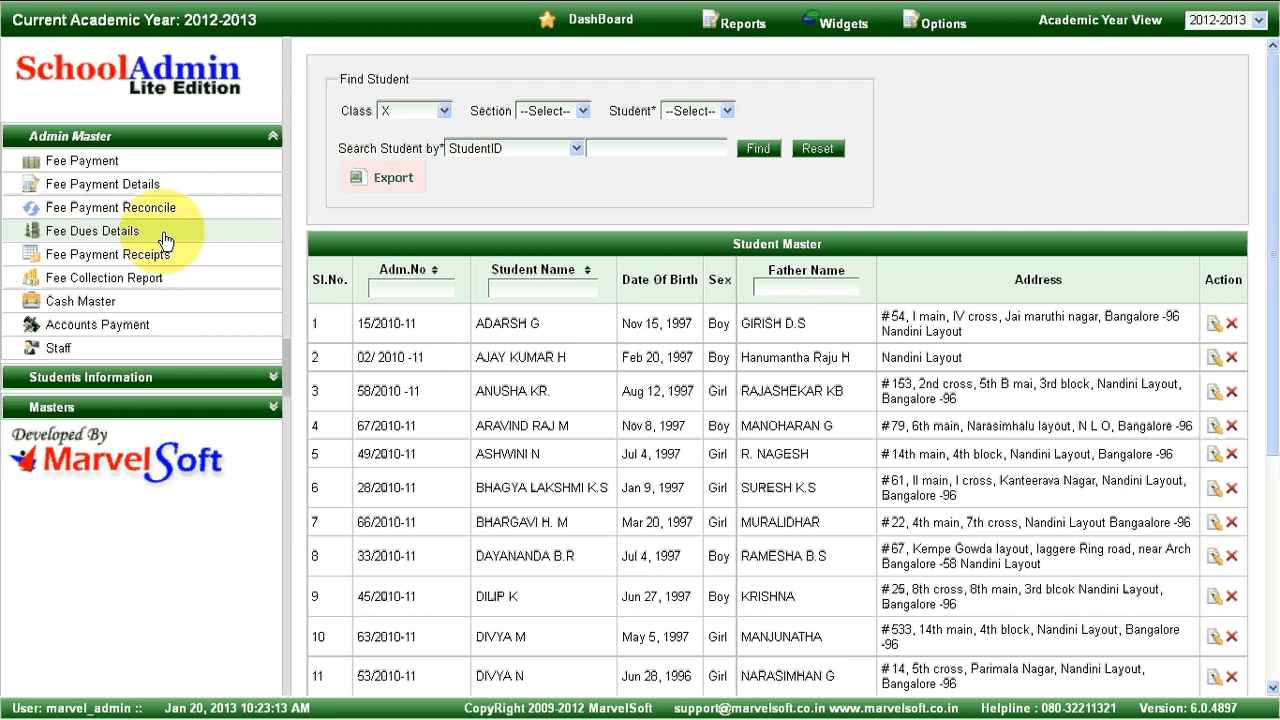 Current Academic Year: 2012-2013
DashBoard
Reports
Widgets
Options
Academic Year View
2012-2013
SchoolAdmin
Lite Edition
Admin Master
Fee Payment
Fee Payment Details
Fee Payment Reconcile
Fee Dues Details
Fee Payment Receipts
Fee Collection Report
Cash Master
Accounts Payment
Staff
Students Information
Masters
Developed By
MarvelSoft
Find Student
Class X Section --Select-- Student* --Select--
Search Student by* StudentID Find Reset
Export
Student Master
Sl.No. Adm.No Student Name Date Of Birth Sex Father Name Address Action
1 15/2010-11 ADARSH G Nov 15, 1997 Boy GIRISH D.S #54, I main, IV cross, Jai maruthi nagar, Bangalore -96
Nandini Layout
2 02/ 2010 -11 AJAY KUMAR H Feb 20, 1997 Boy Hanumantha Raju H Nandini Layout
3 58/2010 -11 ANUSHA KR. Aug 12, 1997 Boy RAJASHEKAR KB #153, 2nd cross, 5th B mai, 3rd block, Nandini Layout,
Bangalore -96
4 67/2010-11 ARAVIND RAJ M Nov 8, 1997 Boy MANOHARAN G #79, 6th main, Narasimhalu layout, N L O, Bangalore -96
5 49/2010-11 ASHWINI N Jul 4, 1997 Girl R. NAGESH # 14th main, 4th block, Nandini Layout, Bangalore -96
6 28/2010-11 BHAGYA LAKSHMI K.S Jan 9, 1997 Girl SURESH K.S #61, II main, I cross, Kanteerava Nagar, Nandini Layout,
Bangalore -96
7 66/2010-11 BHARGAVI H. M Mar 20, 1997 Girl MURALIDHAR # 22, 4th main, 7th cross, Nandini Layout Bangaalore -96
8 33/2010-11 DAYANANDA B.R Jul 4, 1997 Boy RAMESHA B.S #67, Kempe Gowda layout, laggere Ring road, near Arch
Bangalore -58 Nandini Layout
9 45/2010-11 DILIP K Jun 27, 1997 Boy KRISHNA # 25, 8th cross, 8th main, 3rd blcok Nandini Layout,
Bangalore -96
10 63/2010-11 DIVYA M May 5, 1997 Girl MANJUNATHA #533, 14th main, 4th block, Nandini Layout, Bangalore
-96
11 53/2010-11 DIVYA N Jun 28, 1996 Girl NARASIMHAN G # 14, 5th cross, Parimala Nagar, Nandini Layout,
Bangalore -96
User: marvel_admin :: Jan 20, 2013 10:23:13 AM CopyRight 2009-2012 MarvelSoft support@marvelsoft.co.in www.marvelsoft.co.in Helpline : 080-32211321 Version: 6.0.4897